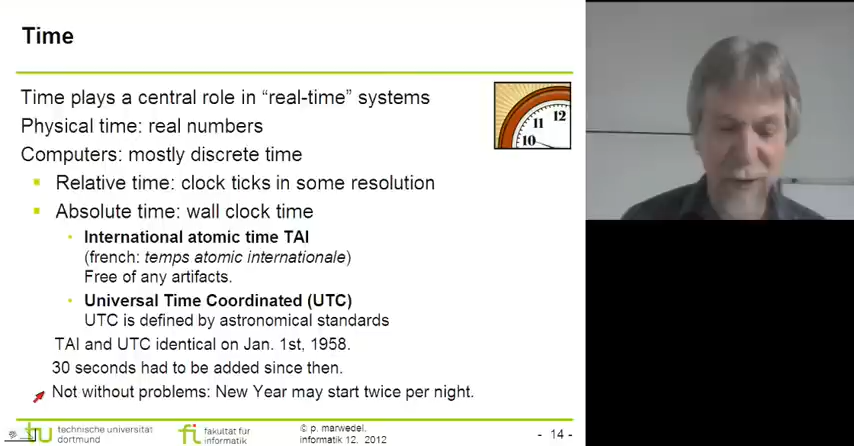 Time
Time plays a central role in “real-time” systems
Physical time: real numbers
Computers: mostly discrete time
Relative time: clock ticks in some resolution
Absolute time: wall clock time
International atomic time TAI
(french: temps atomic internationale)
Free of any artifacts.
Universal Time Coordinated (UTC)
UTC is defined by astronomical standards
TAI and UTC identical on Jan. 1st, 1958.
30 seconds had to be added since then.
Not without problems: New Year may start twice per night.
12
11
10
tu technische universität
dortmund
fi fakultät für
informatik
© p. marwedel,
informatik 12, 2012
- 14 -